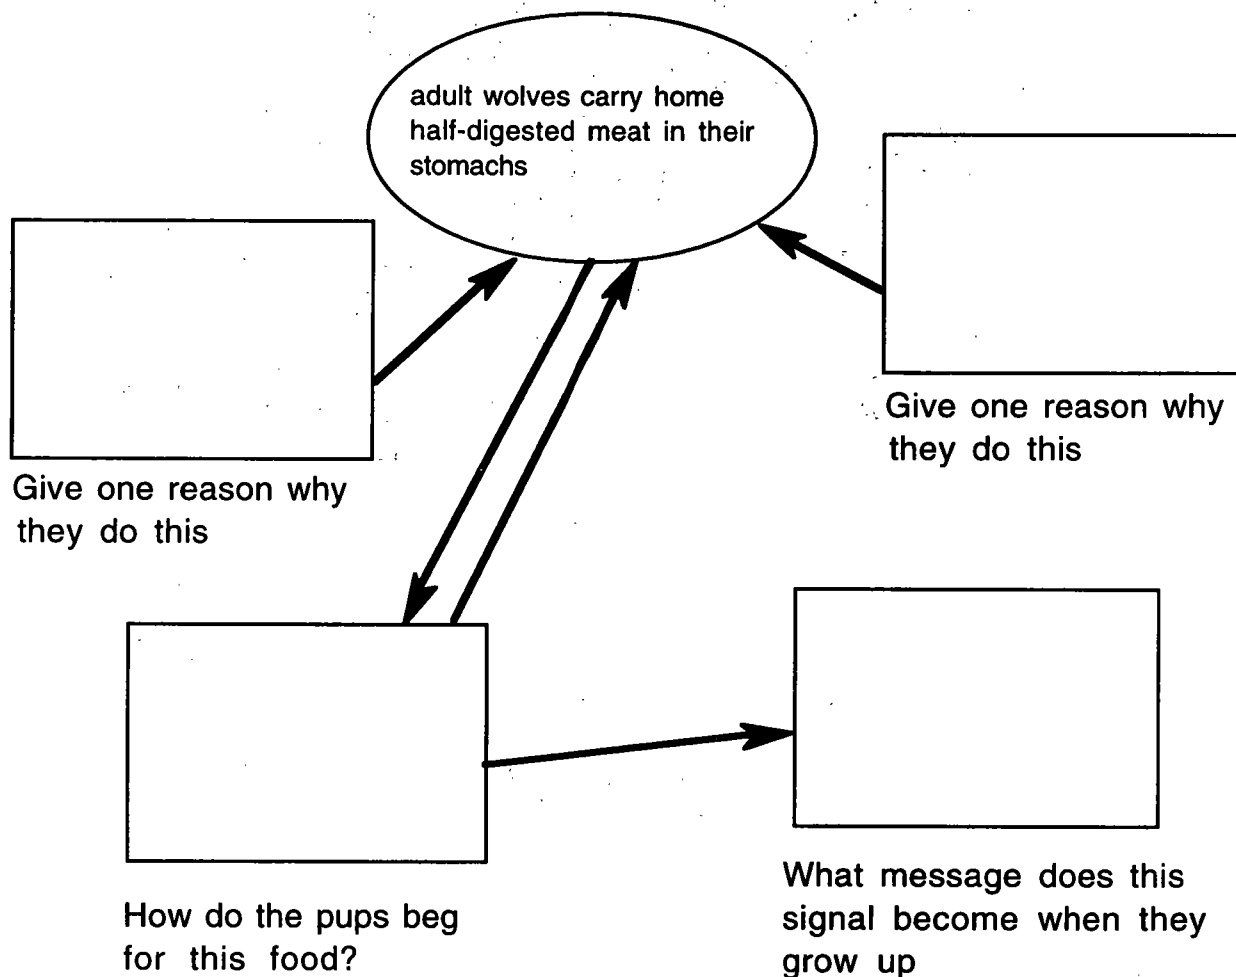 adult wolves carry home
half-digested meat in their
stomachs
Give one reason why
they do this
Give one reason why
they do this
How do the pups beg
for this food?
What message does this
signal become when they
grow up